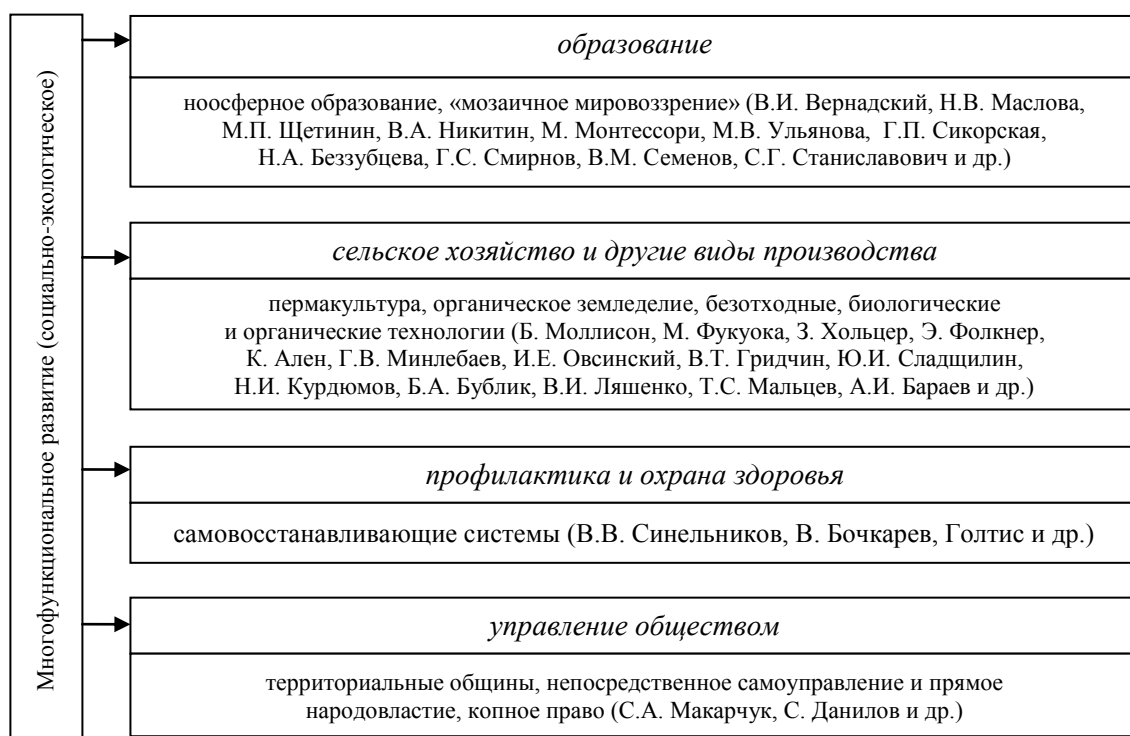 Многофункциональное развитие (социально-экологическое)
образование
ноосферное образование, «мозаичное мировоззрение» (В.И. Вернадский, Н.В. Маслова,
М.П. Щетинин, В.А. Никитин, М. Монтессори, М.В. Ульянова, Г.П. Сикорская,
Н.А. Беззубцева, Г.С. Смирнов, В.М. Семенов, С.Г. Станиславович и др.)
сельское хозяйство и другие виды производства
пермакультура, органическое земледелие, безотходные, биологические
и органические технологии (Б. Моллисон, М. Фукуока, З. Хольцер, Э. Фолкнер,
К. Ален, Г.В. Минлебаев, И.Е. Овсинский, В.Т. Гридчин, Ю.И. Сладщилин,
Н.И. Курдюмов, Б.А. Бублик, В.И. Ляшенко, Т.С. Мальцев, А.И. Бараев и др.)
профилактика и охрана здоровья
самовосстанавливающие системы (В.В. Синельников, В. Бочкарев, Голтис и др.)
управление обществом
территориальные общины, непосредственное самоуправление и прямое
народовластие, копное право (С.А. Макарчук, С. Данилов и др.)